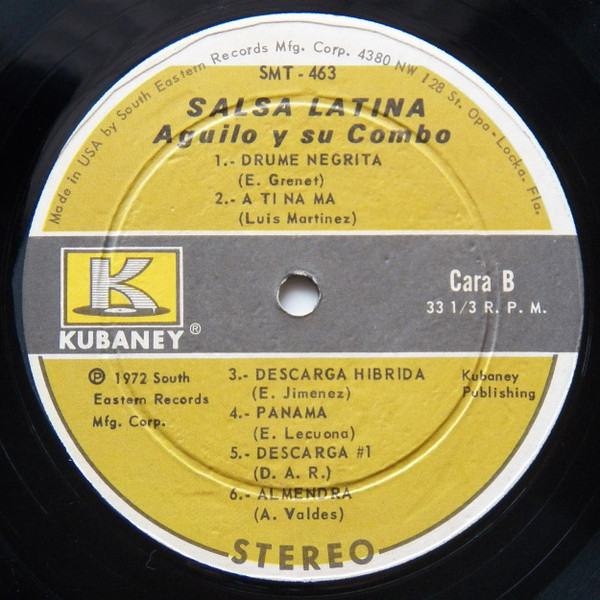 Made in USA by South Eastern Records Mfg. Corp. 4380 NW 128 St. Opa-Locka, Fla.
SMT - 463
SALSA LATINA
Aguilo y su Combo
1.- DRUME NEGRITA
(E. Grenet)
2.- A TI NA MA
(Luis Martinez)
K
KUBANEY ®
Cara B
33 1/3 R. P. M.
℗ 1972 South
Eastern Records
Mfg. Corp.
3.- DESCARGA HIBRIDA
(E. Jimenez)
4.- PANAMA
(E. Lecuona)
5.- DESCARGA #1
(D. A. R.)
6.- ALMENDRA
(A. Valdes)
Kubaney
Publishing
STEREO